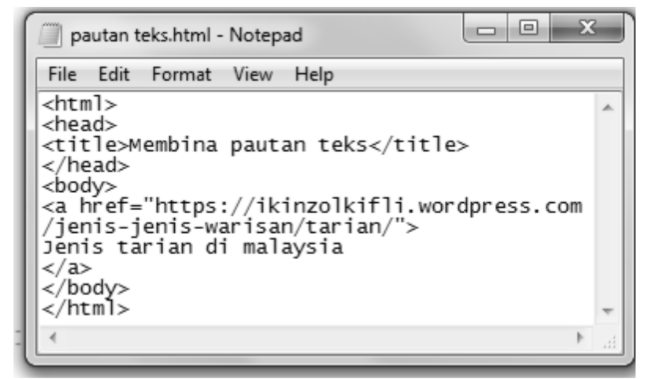 pautan teks.html - Notepad
File Edit Format View Help
<html>
<head>
<title>Membina pautan teks</title>
</head>
<body>
<a href="https://ikinzolkifli.wordpress.com
/jenis-jenis-warisan/tarian/">
Jenis tarian di malaysia
</a>
</body>
</html>